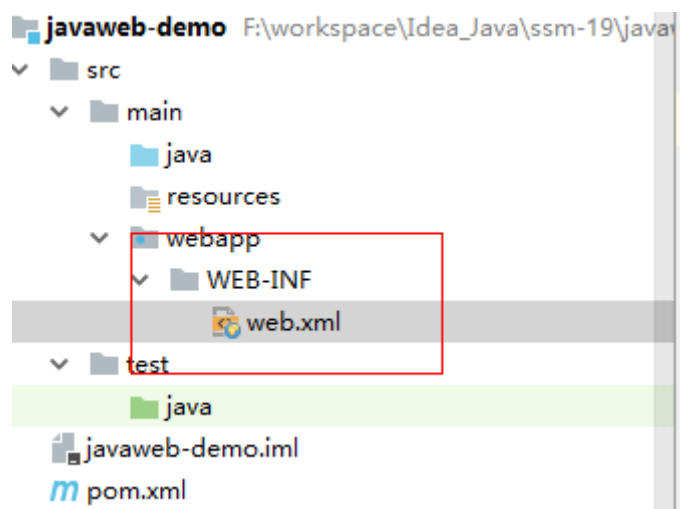 javaweb-demo F:\workspace\Idea_Java\ssm-19\javaw
src
main
java
resources
webapp
WEB-INF
web.xml
test
java
javaweb-demo.iml
m pom.xml